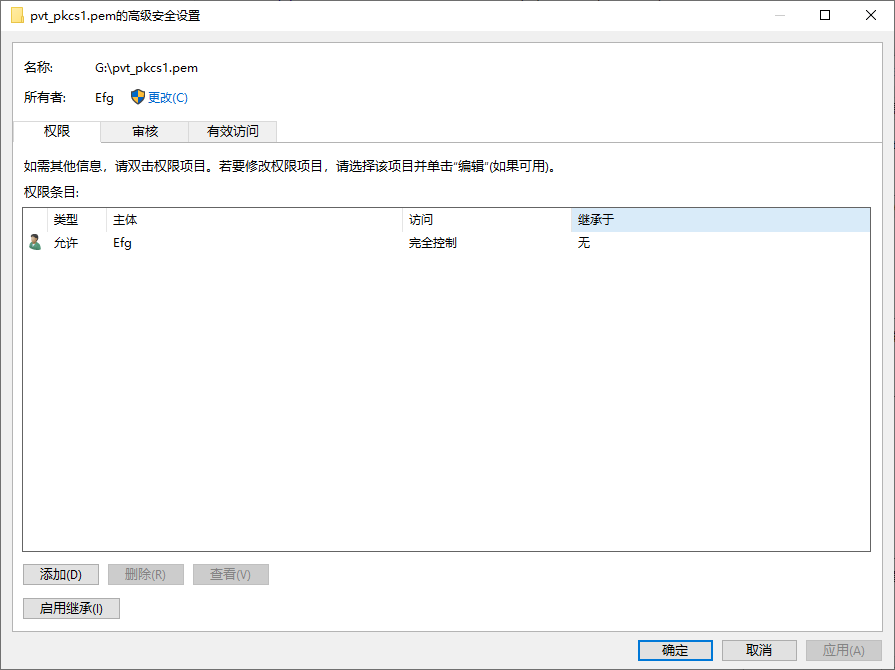 pvt_pkcs1.pem的高级安全设置
名称: G:\pvt_pkcs1.pem
所有者: Efg 更改(C)
权限 审核 有效访问
如需其他信息，请双击权限项目。若要修改权限项目，请选择该项目并单击“编辑”(如果可用)。
权限条目:
类型 主体 访问 继承于
允许 Efg 完全控制 无
添加(D) 删除(R) 查看(V)
启用继承(I)
确定 取消 应用(A)